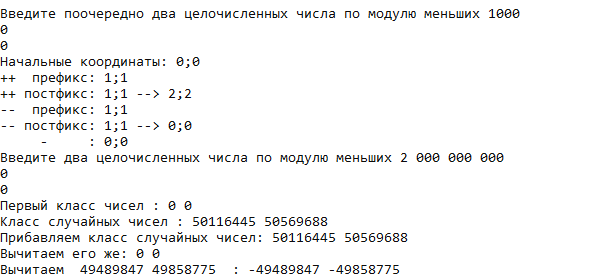 Введите поочередно два целочисленных числа по модулю меньших 1000
0
0
Начальные координаты: 0;0
++  префикс: 1;1
++ постфикс: 1;1 --> 2;2
--  префикс: 1;1
-- постфикс: 1;1 --> 0;0
     -     : 0;0
Введите два целочисленных числа по модулю меньших 2 000 000 000
0
0
Первый класс чисел : 0 0
Класс случайных чисел : 50116445 50569688
Прибавляем класс случайных чисел: 50116445 50569688
Вычитаем его же: 0 0
Вычитаем  49489847 49858775  : -49489847 -49858775